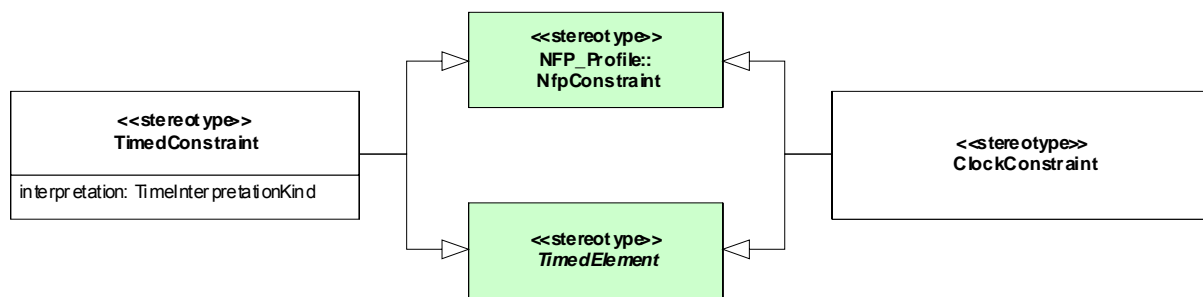 <<stereotype>>
TimedConstraint
interpretation: TimeInterpretationKind
<<stereotype>>
NFP_Profile::
NfpConstraint
<<stereotype>>
TimedElement
<<stereotype>>
ClockConstraint